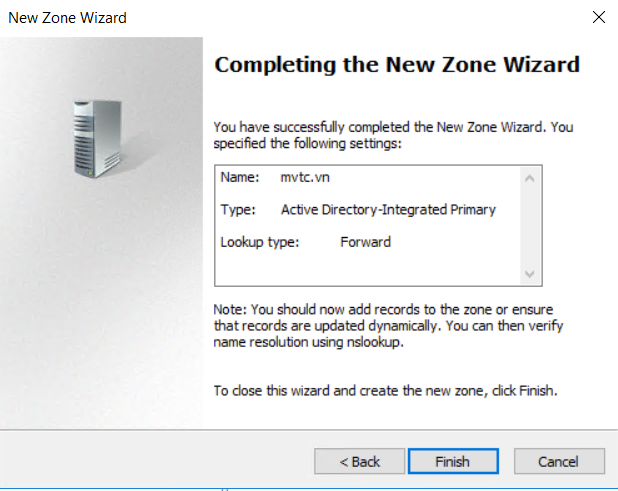 New Zone Wizard
Completing the New Zone Wizard
You have successfully completed the New Zone Wizard. You
specified the following settings:
Name: mvtc.vn
Type: Active Directory-Integrated Primary
Lookup type: Forward
Note: You should now add records to the zone or ensure
that records are updated dynamically. You can then verify
name resolution using nslookup.
To close this wizard and create the new zone, click Finish.
< Back Finish Cancel